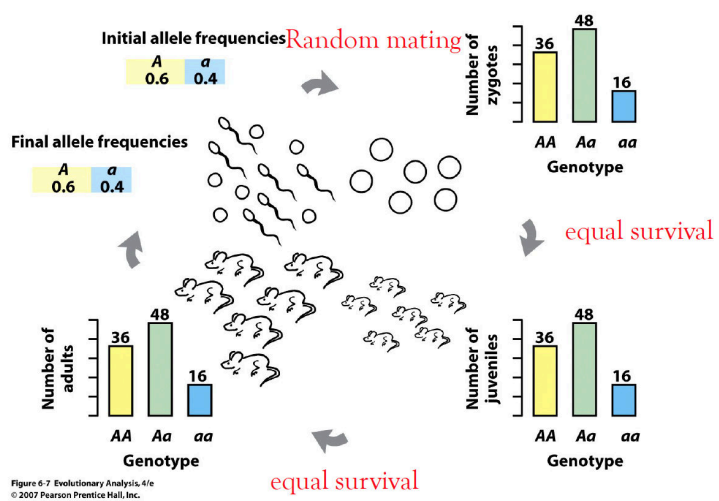 Initial allele frequencies
A a
0.6 0.4
Random mating
Number of zygotes
36 48 16
AA Aa aa
Genotype
equal survival
Number of juveniles
36 48 16
AA Aa aa
Genotype
equal survival
Number of adults
36 48 16
AA Aa aa
Genotype
Final allele frequencies
A a
0.6 0.4
Figure 6-7 Evolutionary Analysis, 4/e
© 2007 Pearson Prentice Hall, Inc.